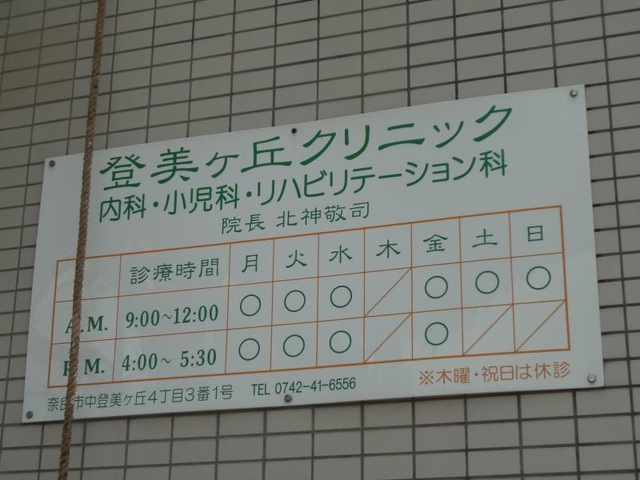 登美ヶ丘クリニック
内科・小児科・リハビリテーション科
院長 北神敬司
診療時間 月 火 水 木 金 土 日
A.M. 9:00~12:00 ○ ○ ○ ／ ○ ○ ○
P.M. 4:00~ 5:30 ○ ○ ○ ／ ○ ／ ／
奈良市中登美ヶ丘4丁目3番1号 TEL 0742-41-6556
※木曜・祝日は休診